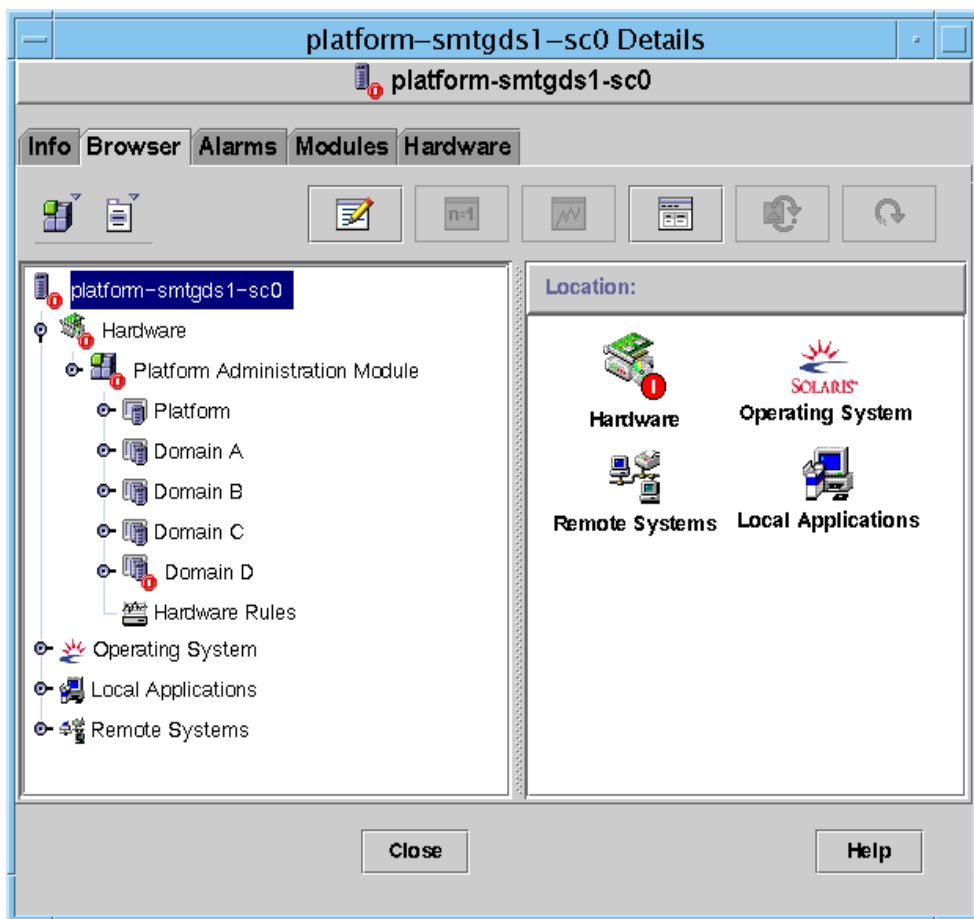 platform–smtgds1–sc0 Details
platform-smtgds1-sc0
Info Browser Alarms Modules Hardware
n=1
platform–smtgds1–sc0
Hardware
Platform Administration Module
Platform
Domain A
Domain B
Domain C
Domain D
Hardware Rules
Operating System
Local Applications
Remote Systems
Location:
Hardware
SOLARIS
Operating System
Remote Systems
Local Applications
Close
Help